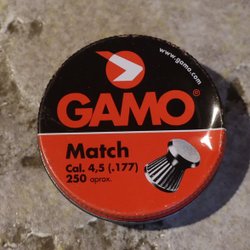 www.gamo.com
GAMO
Match
Cal. 4,5 (.177)
250 aprox.